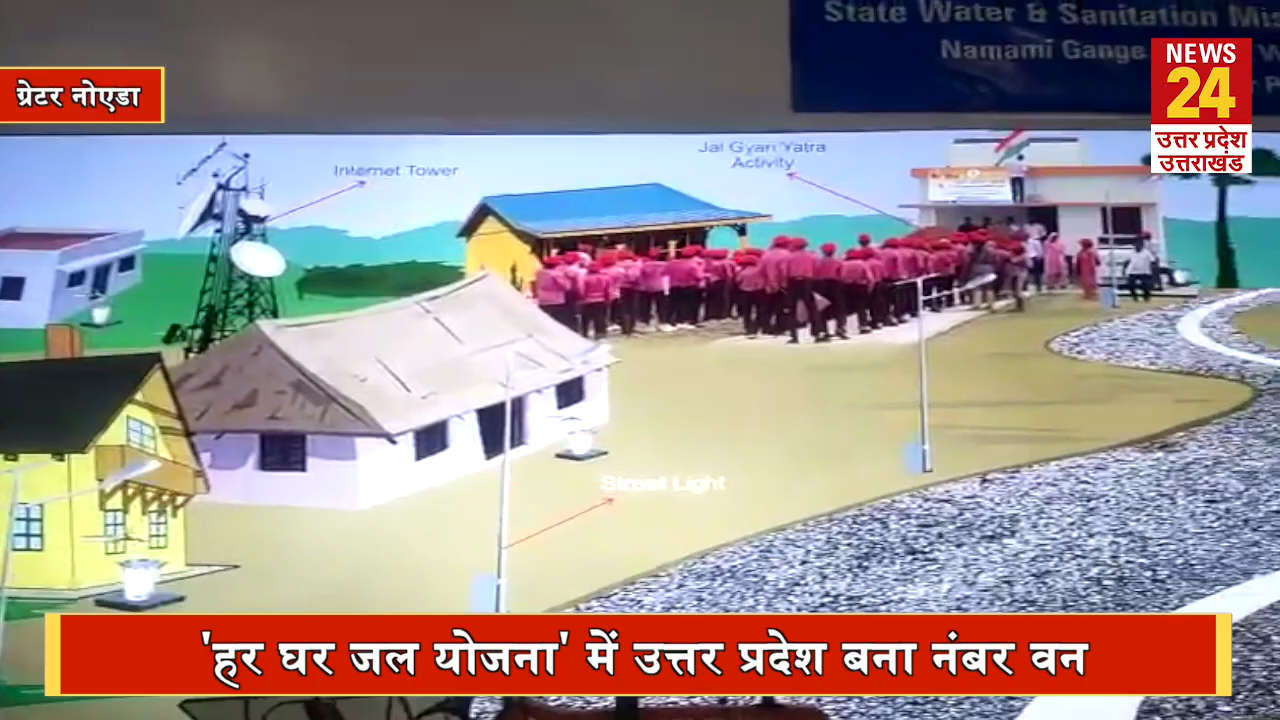 State Water & Sanitation
Namami Gange
NEWS
24
उत्तर प्रदेश
उत्तराखंड
ग्रेटर नोएडा
Internet Tower
Jal Gyan Yatra
Activity
Street Light
'हर घर जल योजना' में उत्तर प्रदेश बना नंबर वन